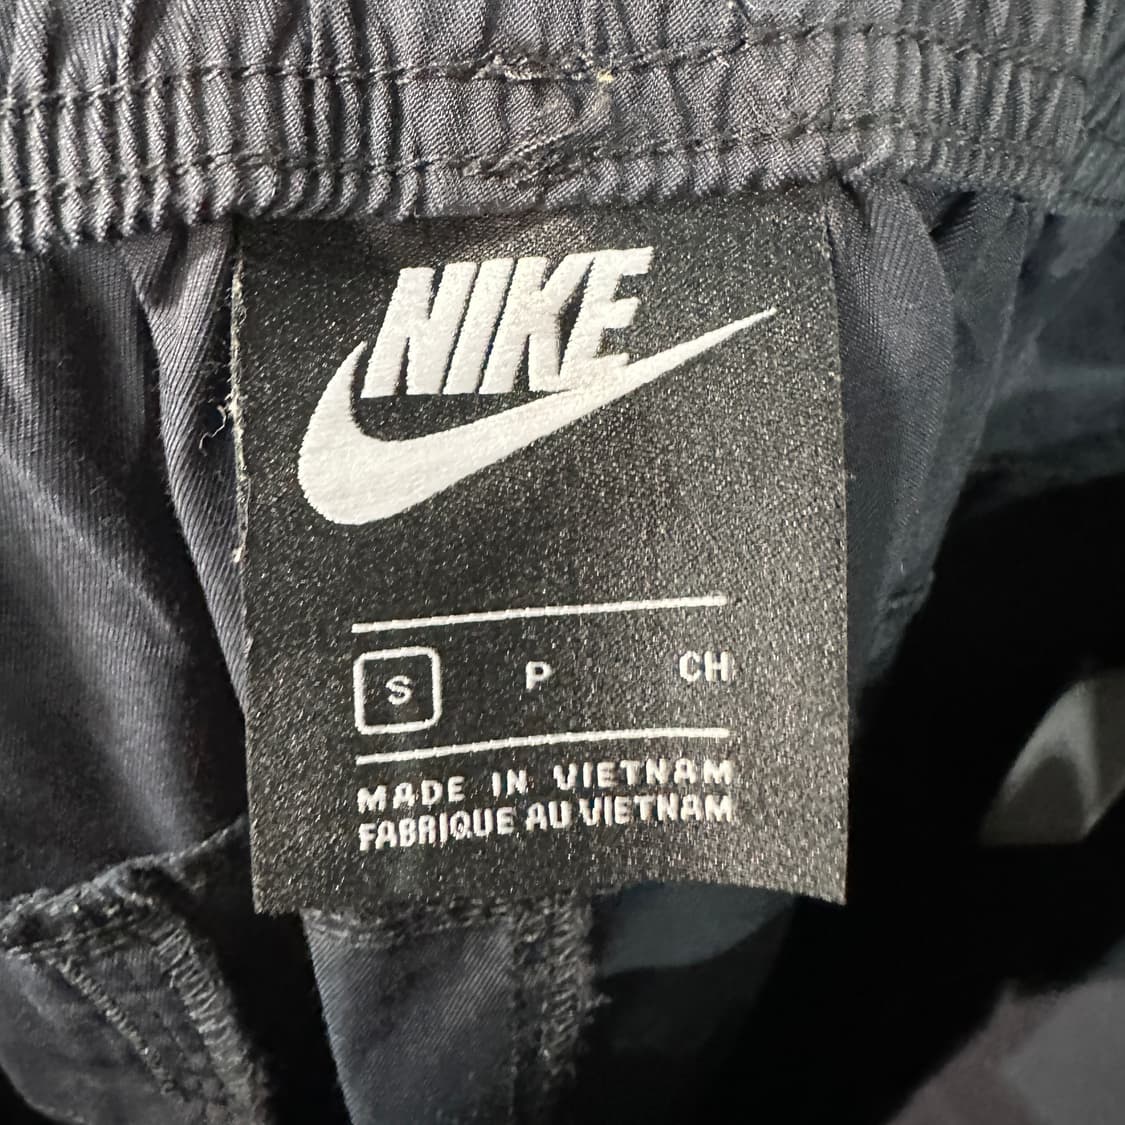 NIKE
S P CH
MADE IN VIETNAM
FABRIQUE AU VIETNAM